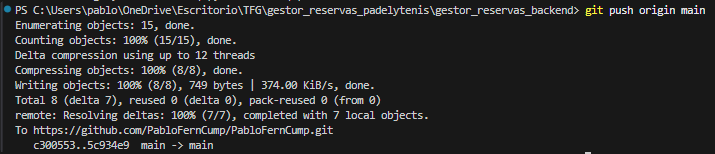 PS C:\Users\pablo\OneDrive\Escritorio\TFG\gestor_reservas_padelytenis\gestor_reservas_backend> git push origin main
Enumerating objects: 15, done.
Counting objects: 100% (15/15), done.
Delta compression using up to 12 threads
Compressing objects: 100% (8/8), done.
Writing objects: 100% (8/8), 749 bytes | 374.00 KiB/s, done.
Total 8 (delta 7), reused 0 (delta 0), pack-reused 0 (from 0)
remote: Resolving deltas: 100% (7/7), completed with 7 local objects.
To https://github.com/PabloFernCump/PabloFernCump.git
   c300553..5c934e9  main -> main